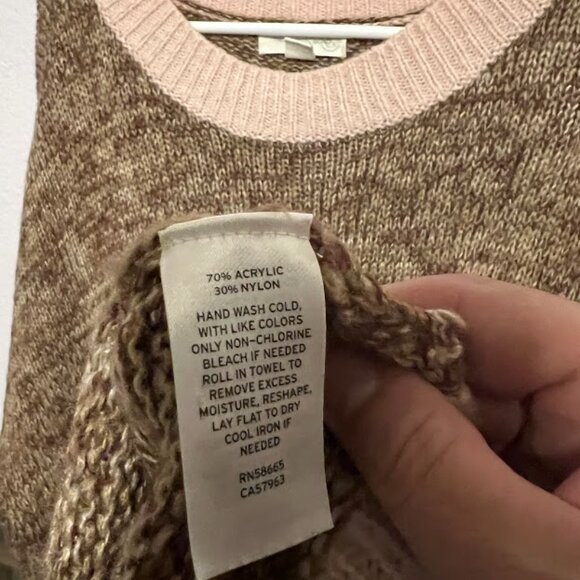 70% ACRYLIC
30% NYLON
HAND WASH COLD,
WITH LIKE COLORS
ONLY NON-CHLORINE
BLEACH IF NEEDED
ROLL IN TOWEL TO
REMOVE EXCESS
MOISTURE, RESHAPE,
LAY FLAT TO DRY
COOL IRON IF
NEEDED
RN58665
CA57963